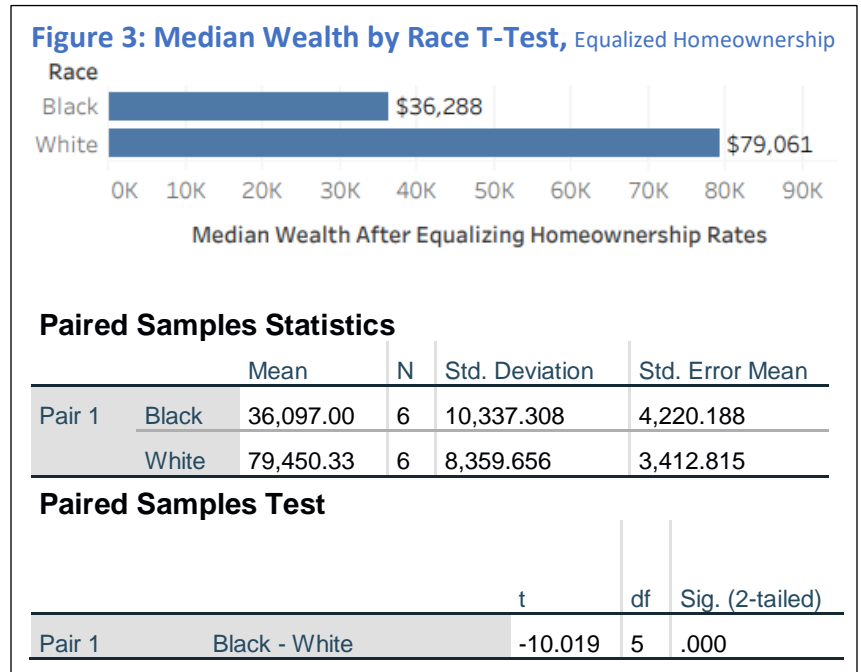 Figure 3: Median Wealth by Race T-Test, Equalized Homeownership
Race
Black $36,288
White $79,061
0K 10K 20K 30K 40K 50K 60K 70K 80K 90K
Median Wealth After Equalizing Homeownership Rates
Paired Samples Statistics
Mean N Std. Deviation Std. Error Mean
Pair 1 Black 36,097.00 6 10,337.308 4,220.188
White 79,450.33 6 8,359.656 3,412.815
Paired Samples Test
t df Sig. (2-tailed)
Pair 1 Black - White -10.019 5 .000